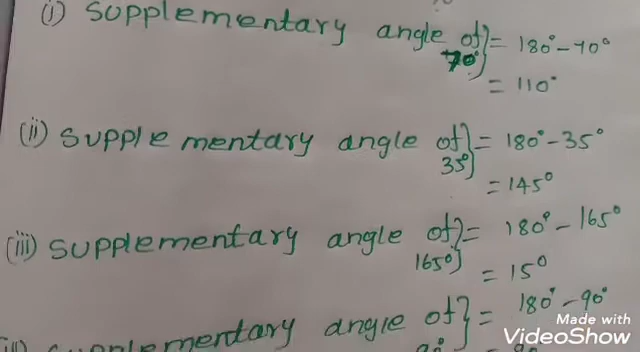 (i) supplementary angle of} = 180° - 70°
70°
= 110°
(ii) supplementary angle of} = 180° - 35°
35°
= 145°
(iii) supplementary angle of} = 180° - 165°
165°
= 15°
supplementary angle of} = 180° - 90°
Made with
VideoShow